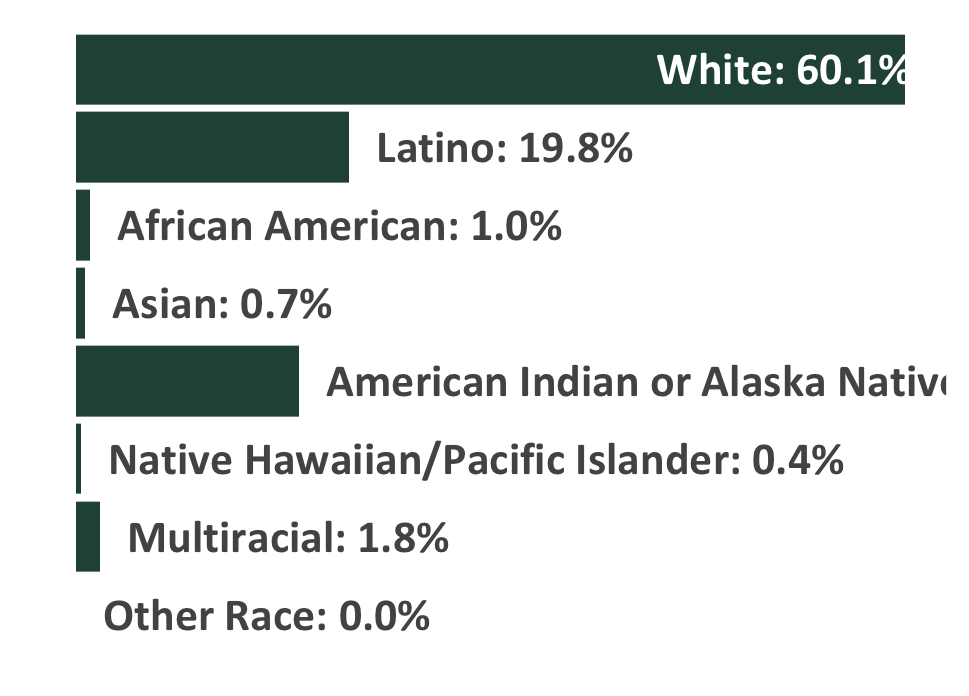 White: 60.1%
Latino: 19.8%
African American: 1.0%
Asian: 0.7%
American Indian or Alaska Native
Native Hawaiian/Pacific Islander: 0.4%
Multiracial: 1.8%
Other Race: 0.0%